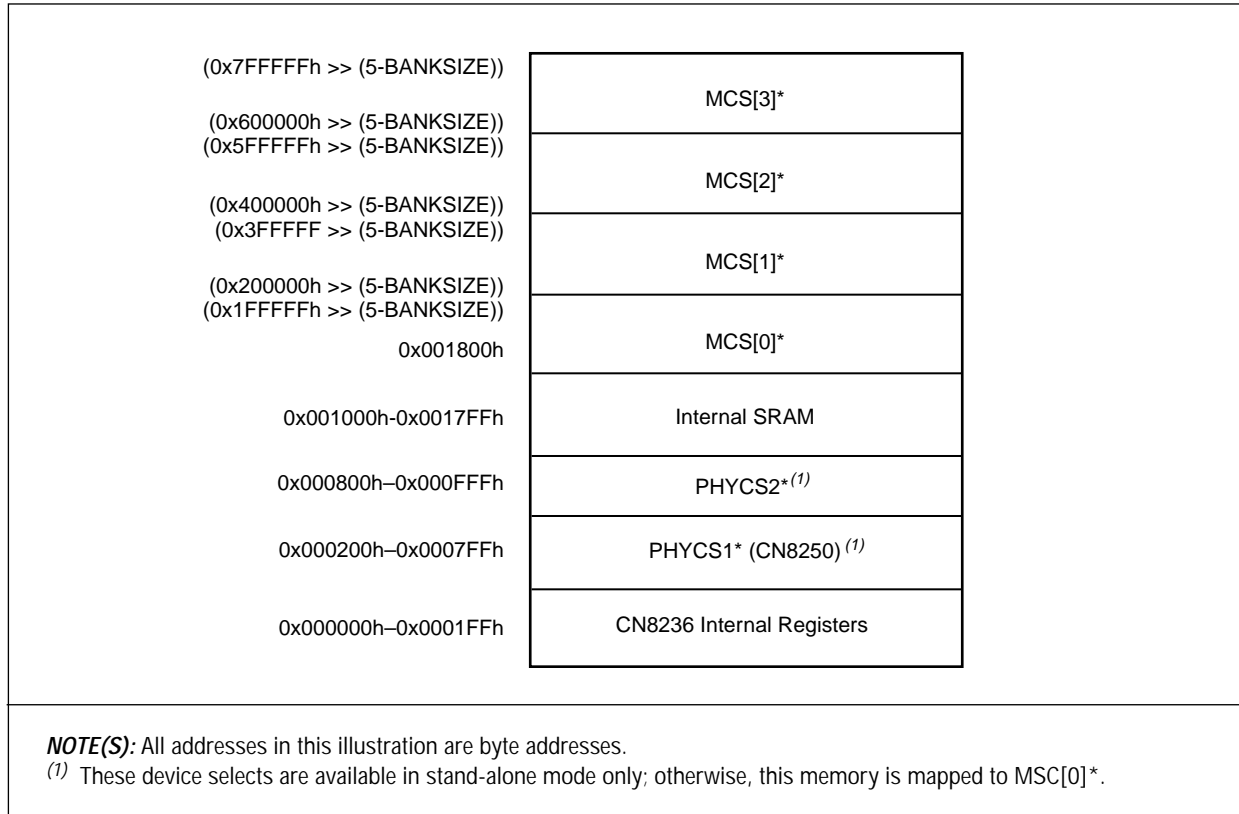 (0x7FFFFFh >> (5-BANKSIZE))
MCS[3]*
(0x600000h >> (5-BANKSIZE))
(0x5FFFFFh >> (5-BANKSIZE))
MCS[2]*
(0x400000h >> (5-BANKSIZE))
(0x3FFFFF >> (5-BANKSIZE))
MCS[1]*
(0x200000h >> (5-BANKSIZE))
(0x1FFFFFh >> (5-BANKSIZE))
MCS[0]*
0x001800h
0x001000h-0x0017FFh
Internal SRAM
0x000800h–0x000FFFh
PHYCS2*(1)
0x000200h–0x0007FFh
PHYCS1* (CN8250) (1)
0x000000h–0x0001FFh
CN8236 Internal Registers
NOTE(S): All addresses in this illustration are byte addresses.
(1) These device selects are available in stand-alone mode only; otherwise, this memory is mapped to MSC[0]*.